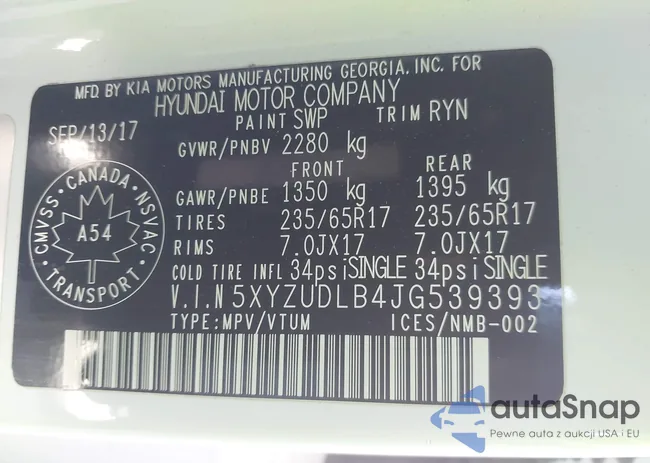 MFD. BY KIA MOTORS MANUFACTURING GEORGIA, INC. FOR
HYUNDAI MOTOR COMPANY
SEP/13/17 PAINT SWP TRIM RYN
GVWR/PNBV 2280 kg
FRONT REAR
GAWR/PNBE 1350 kg 1395 kg
TIRES 235/65R17 235/65R17
RIMS 7.0JX17 7.0JX17
COLD TIRE INFL 34psi SINGLE 34psi SINGLE
V.I.N 5XYZUDLB4JG539393
TYPE:MPV/VTUM ICES/NMB-002
CMVSS · CANADA · NSVAC · TRANSPORT ·
A54
autaSnap
Pewne auta z aukcji USA i EU